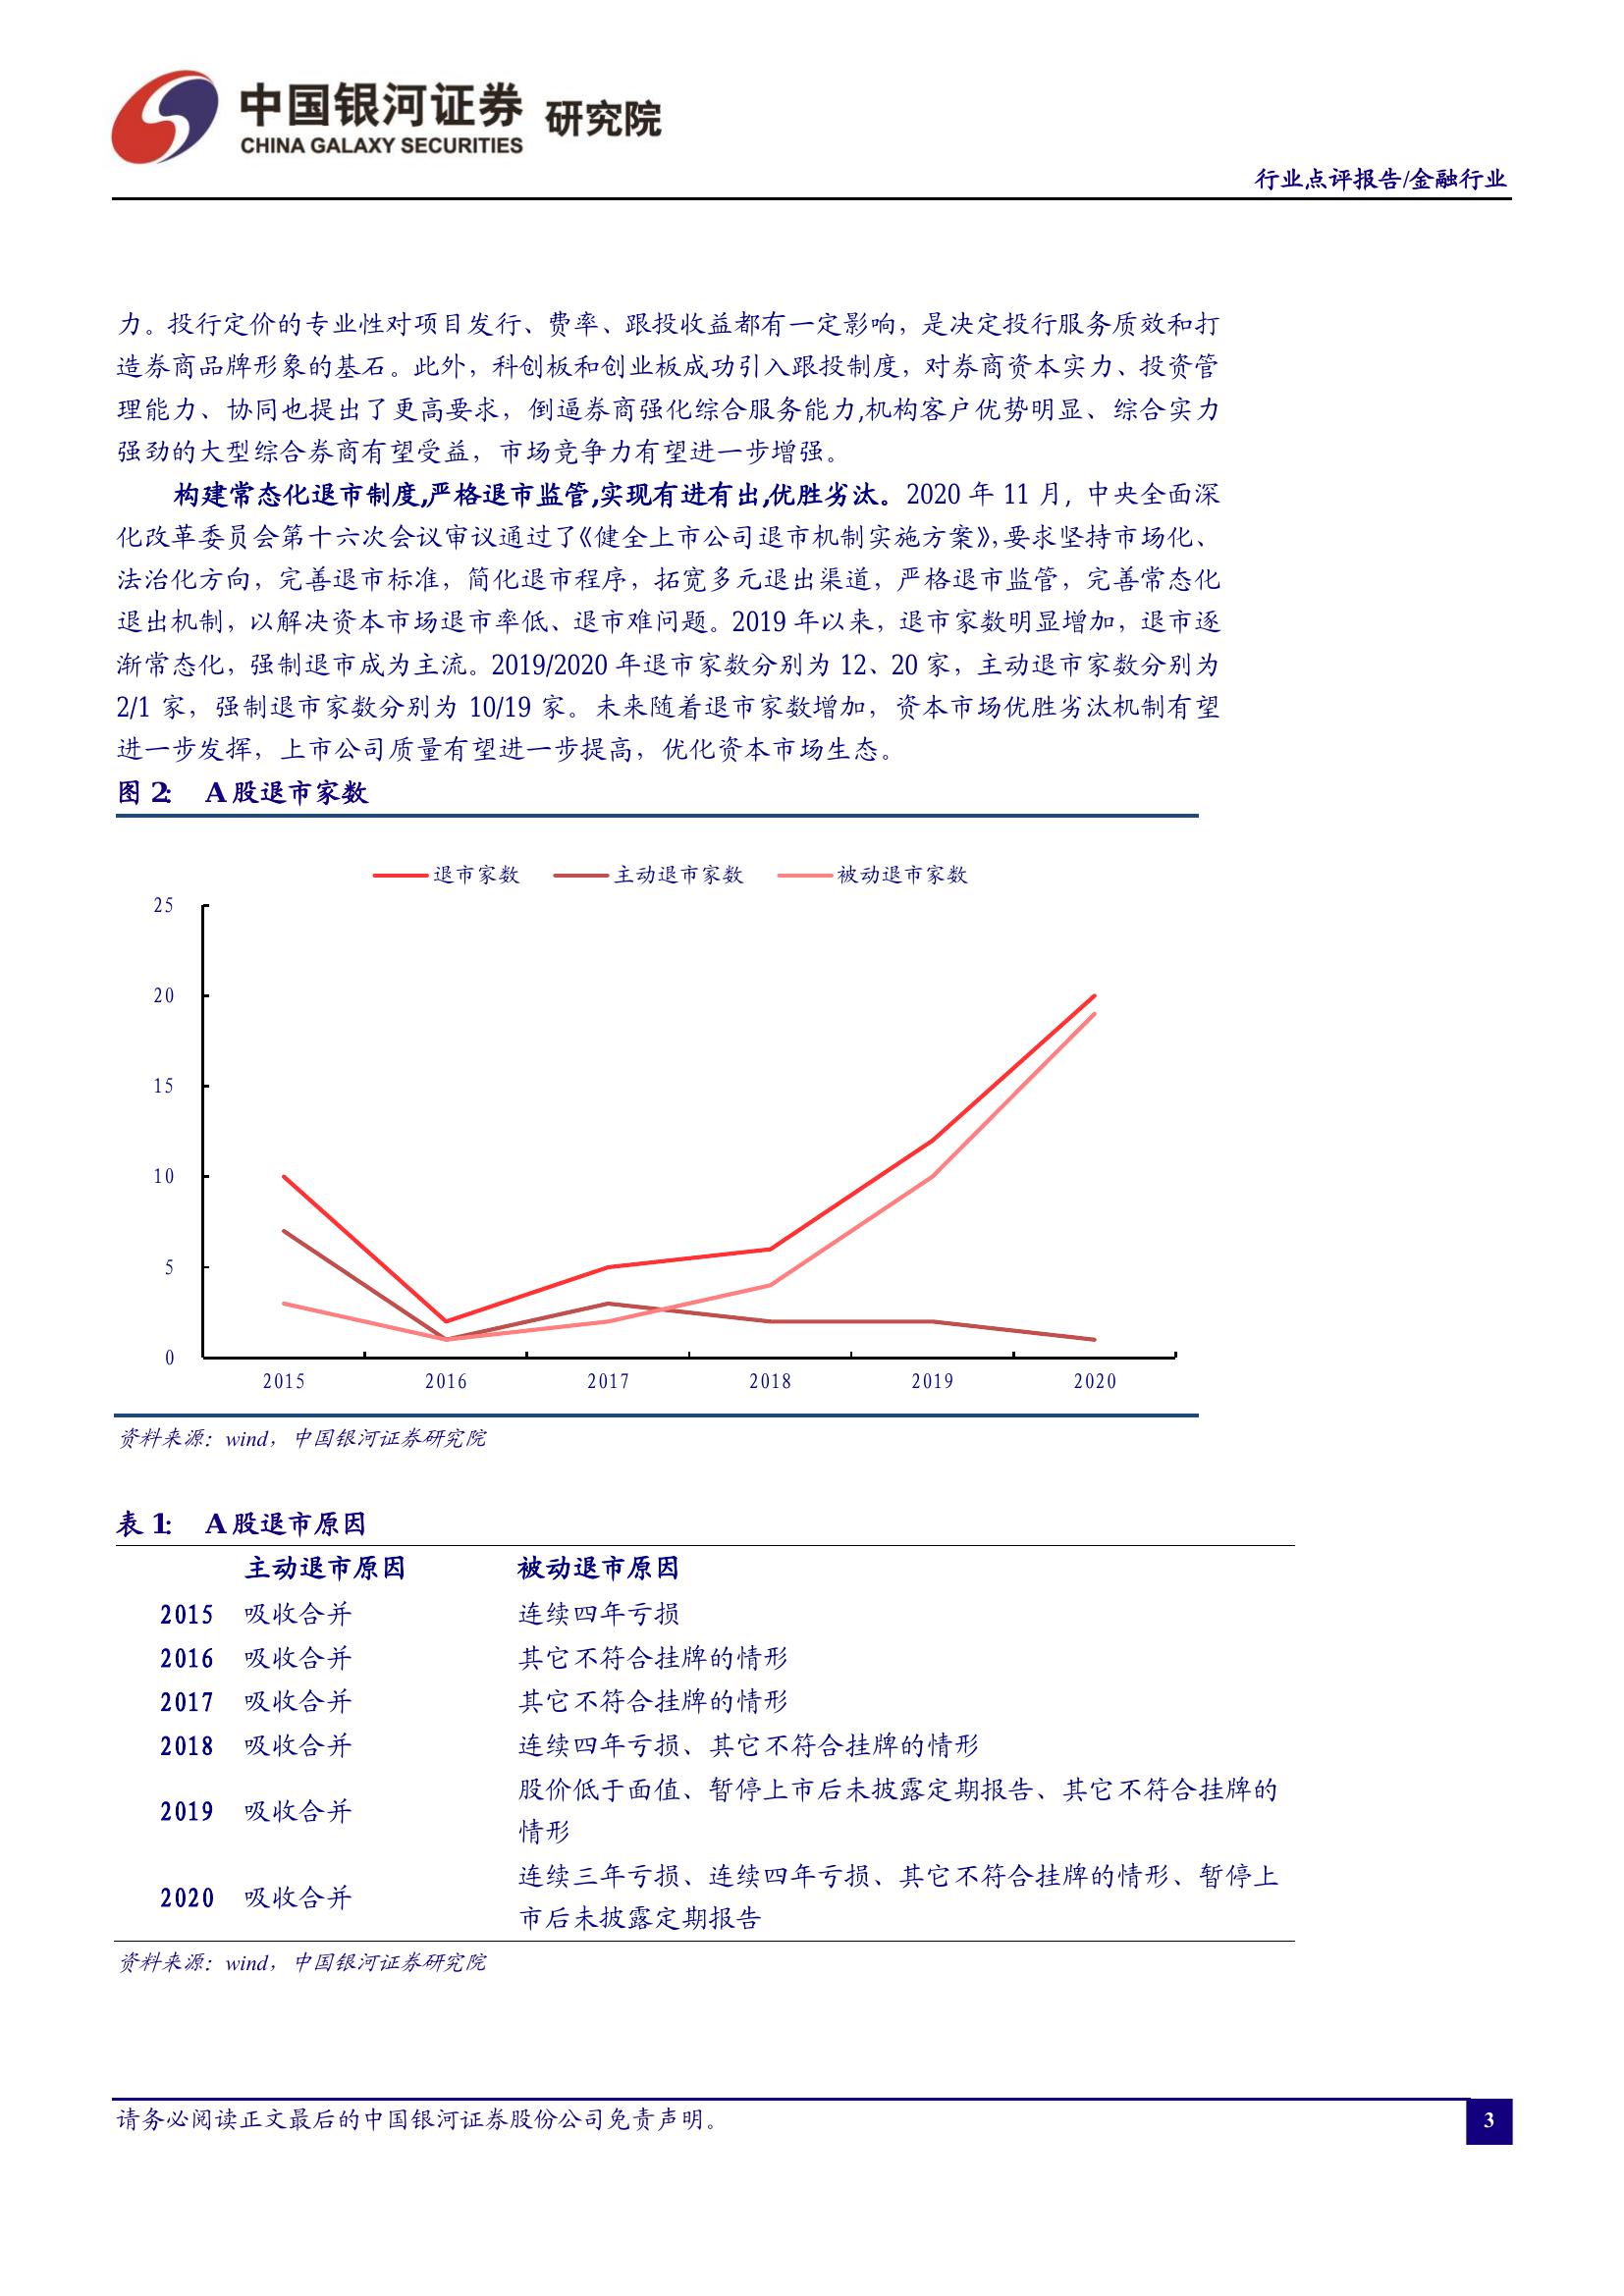 中国银河证券 研究院
CHINA GALAXY SECURITIES
行业点评报告/金融行业
力。投行定价的专业性对项目发行、费率、跟投收益都有一定影响，是决定投行服务质效和打
造券商品牌形象的基石。此外，科创板和创业板成功引入跟投制度，对券商资本实力、投资管
理能力、协同也提出了更高要求，倒逼券商强化综合服务能力,机构客户优势明显、综合实力
强劲的大型综合券商有望受益，市场竞争力有望进一步增强。
构建常态化退市制度,严格退市监管,实现有进有出,优胜劣汰。2020 年 11 月，中央全面深
化改革委员会第十六次会议审议通过了《健全上市公司退市机制实施方案》，要求坚持市场化、
法治化方向，完善退市标准，简化退市程序，拓宽多元退出渠道，严格退市监管，完善常态化
退出机制，以解决资本市场退市率低、退市难问题。2019 年以来，退市家数明显增加，退市逐
渐常态化，强制退市成为主流。2019/2020 年退市家数分别为 12、20 家，主动退市家数分别为
2/1 家，强制退市家数分别为 10/19 家。未来随着退市家数增加，资本市场优胜劣汰机制有望
进一步发挥，上市公司质量有望进一步提高，优化资本市场生态。
图 2: A 股退市家数
退市家数 主动退市家数 被动退市家数
25
20
15
10
5
0
2015 2016 2017 2018 2019 2020
资料来源：wind，中国银河证券研究院
表 1: A 股退市原因
主动退市原因 被动退市原因
2015 吸收合并 连续四年亏损
2016 吸收合并 其它不符合挂牌的情形
2017 吸收合并 其它不符合挂牌的情形
2018 吸收合并 连续四年亏损、其它不符合挂牌的情形
2019 吸收合并 股价低于面值、暂停上市后未披露定期报告、其它不符合挂牌的
情形
2020 吸收合并 连续三年亏损、连续四年亏损、其它不符合挂牌的情形、暂停上
市后未披露定期报告
资料来源：wind，中国银河证券研究院
请务必阅读正文最后的中国银河证券股份公司免责声明。
3